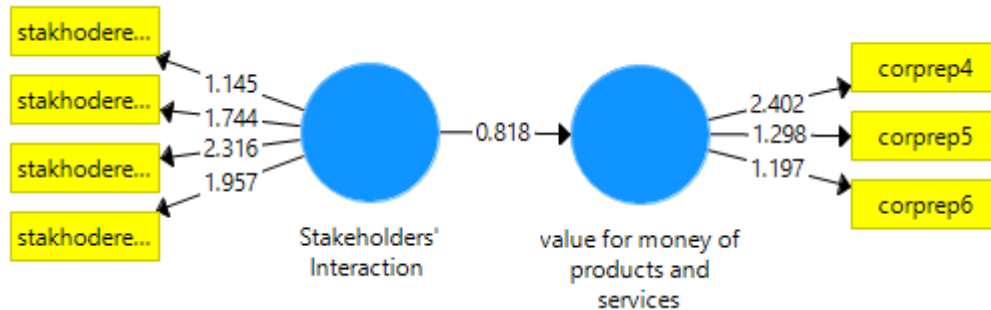 stakhodere...
stakhodere...
stakhodere...
stakhodere...
1.145
1.744
2.316
1.957
Stakeholders'
Interaction
0.818
value for money of
products and
services
2.402
1.298
1.197
corprep4
corprep5
corprep6